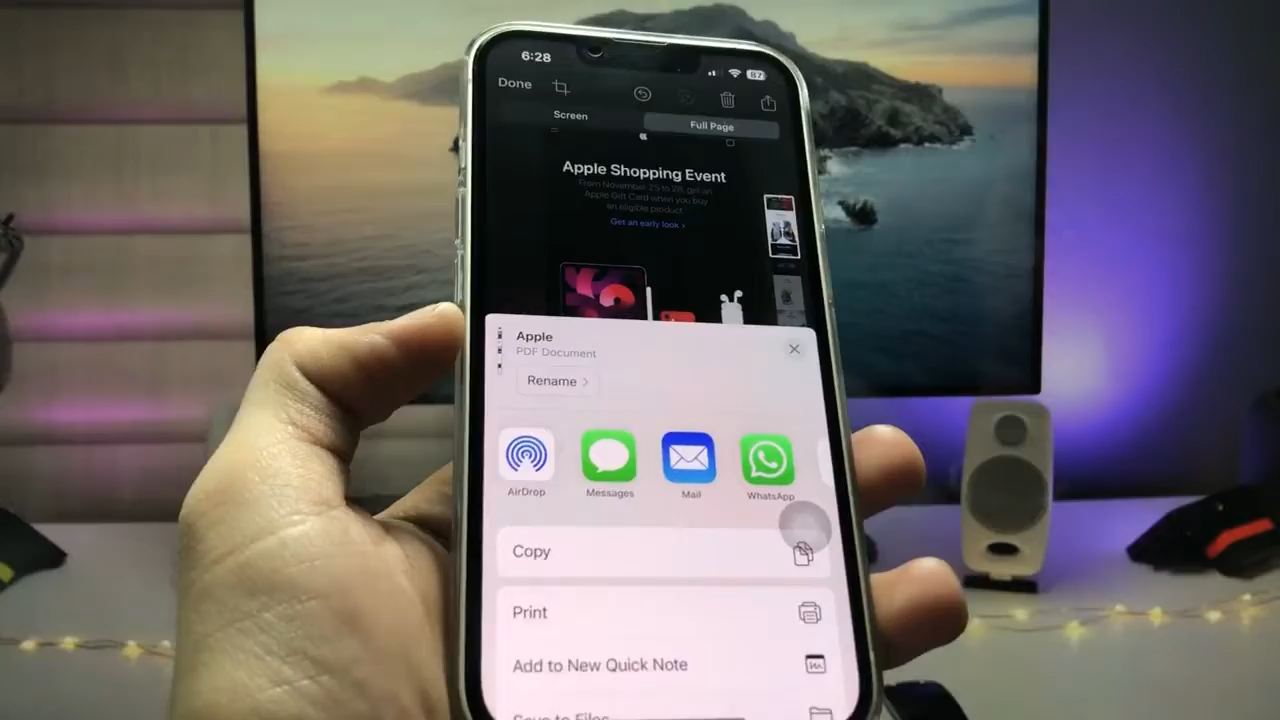 6:28
87
Done
Screen
Full Page
Apple Shopping Event
From November 25 to 28, get an
Apple Gift Card when you buy
an eligible product.
Get an early look ›
Apple
PDF Document
Rename
AirDrop
Messages
Mail
WhatsApp
Copy
Print
Add to New Quick Note
Save to Files